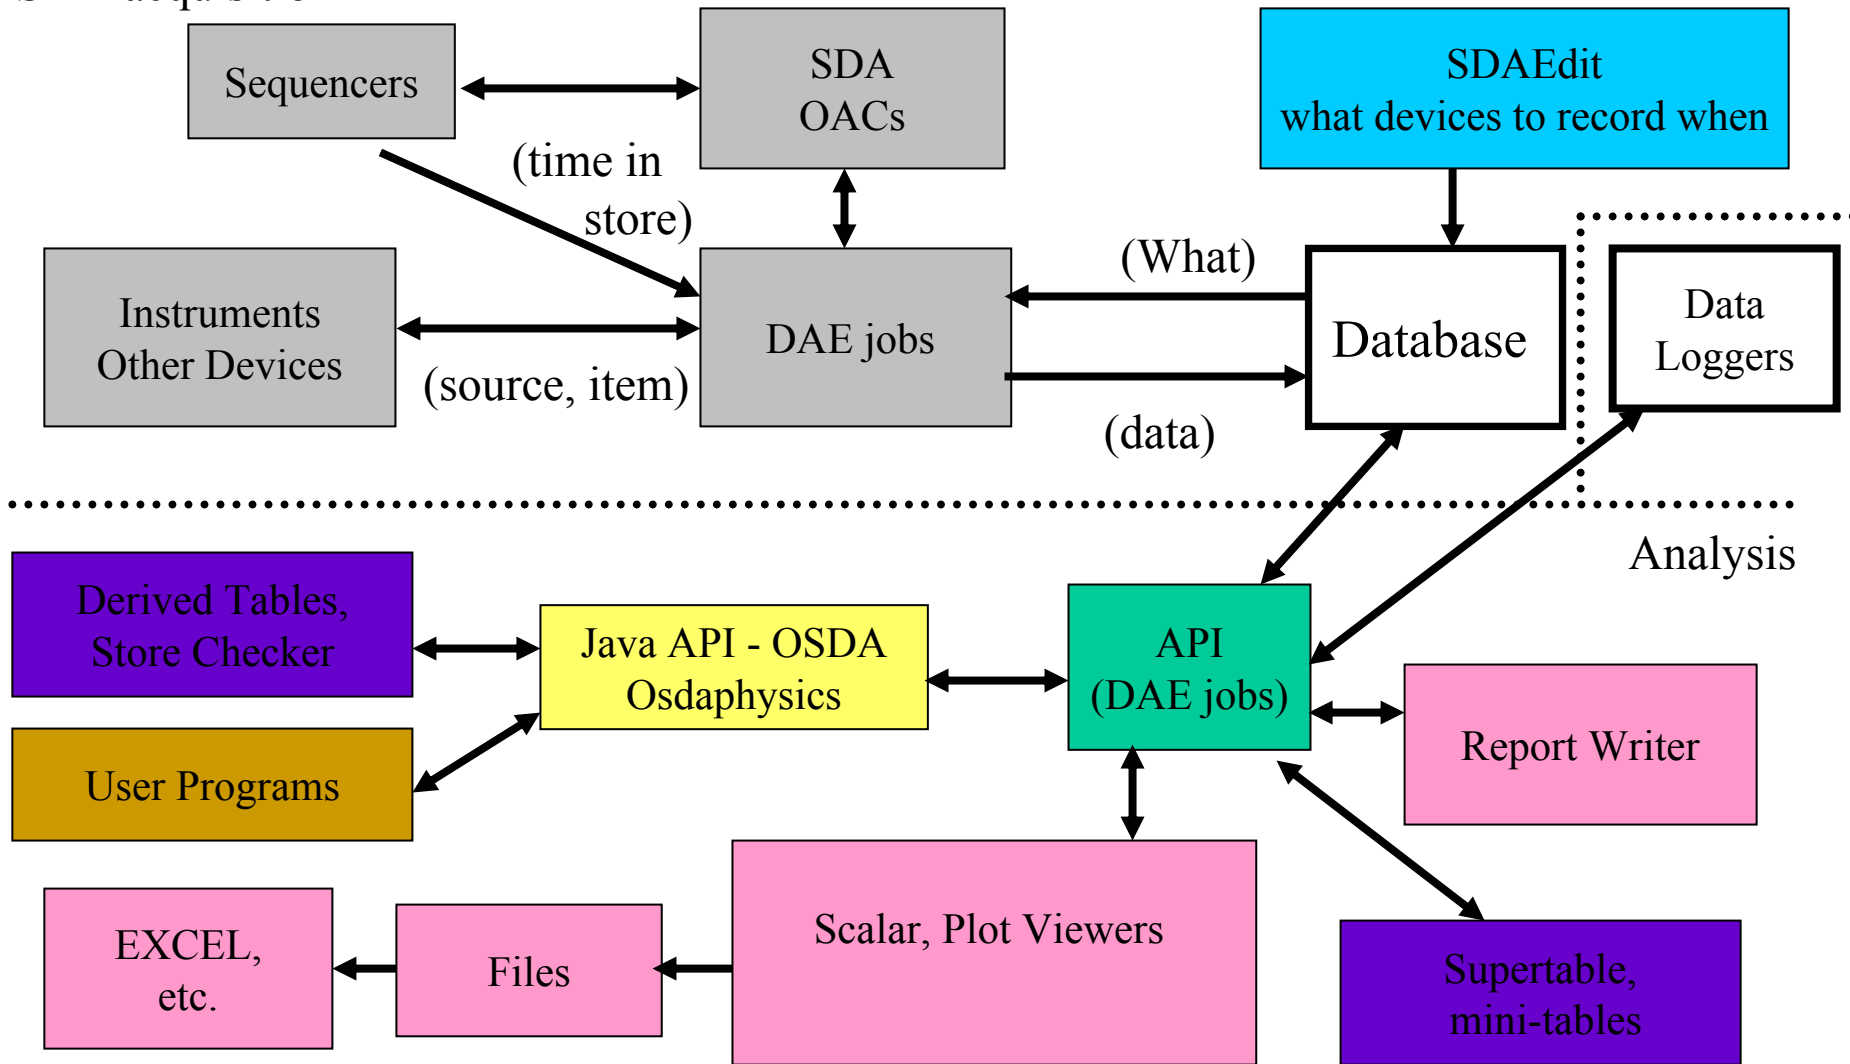 Sequencers
SDA
OACs
SDAEdit
what devices to record when
(time in
store)
Instruments
Other Devices
(source, item)
DAE jobs
(What)
(data)
Database
Data
Loggers
Analysis
Derived Tables,
Store Checker
Java API - OSDA
Osdaphysics
API
(DAE jobs)
User Programs
Report Writer
EXCEL,
etc.
Files
Scalar, Plot Viewers
Supertable,
mini-tables